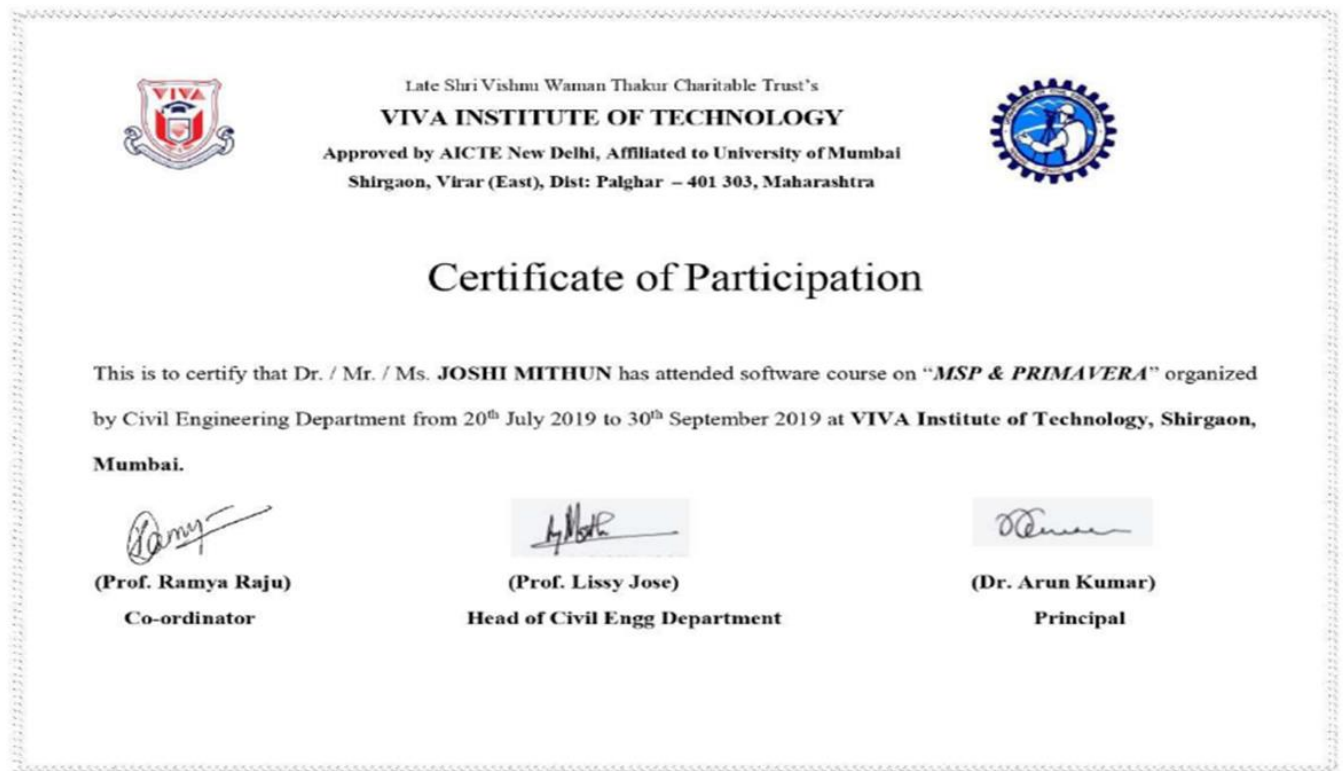 VIVA
Late Shri Vishnu Waman Thakur Charitable Trust's
VIVA INSTITUTE OF TECHNOLOGY
Approved by AICTE New Delhi, Affiliated to University of Mumbai
Shirgaon, Virar (East), Dist: Palghar – 401 303, Maharashtra
Certificate of Participation
This is to certify that Dr. / Mr. / Ms. JOSHI MITHUN has attended software course on “MSP & PRIMAVERA” organized
by Civil Engineering Department from 20th July 2019 to 30th September 2019 at VIVA Institute of Technology, Shirgaon,
Mumbai.
(Prof. Ramya Raju) (Prof. Lissy Jose) (Dr. Arun Kumar)
Co-ordinator Head of Civil Engg Department Principal